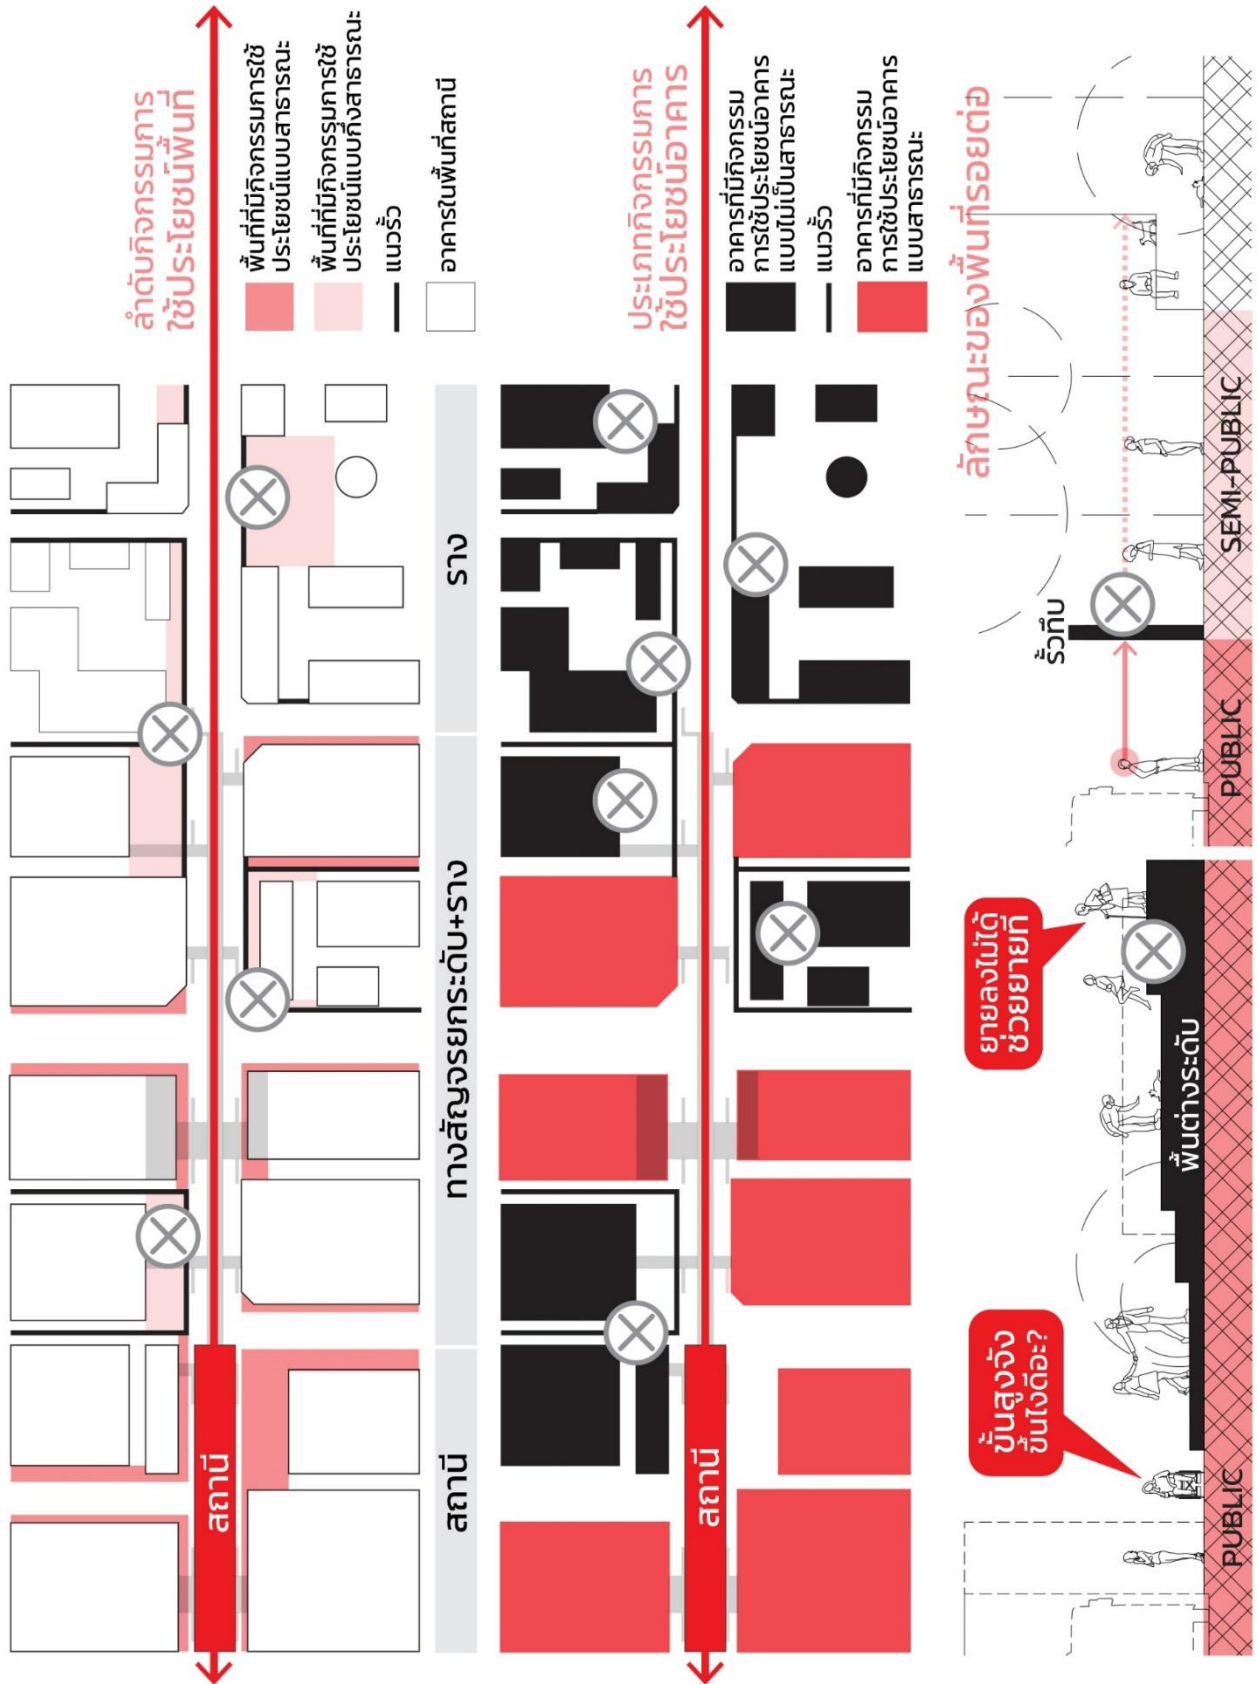 ลำดับกิจกรรมการ
ใช้ประโยชน์พื้นที่
พื้นที่ที่มีกิจกรรมการใช้
ประโยชน์แบบสาธารณะ
พื้นที่มีกิจกรรมการใช้
ประโยชน์แบบกึ่งสาธารณะ
แนวรั้ว
อาคารในพื้นที่สถานี
สถานี
สถานี
ทางสัญจรยกระดับ+ราง
ราง
ประเภทกิจกรรมการ
ใช้ประโยชน์อาคาร
อาคารที่มีกิจกรรม
การใช้ประโยชน์อาคาร
แบบไม่เป็นสาธารณะ
แนวรั้ว
อาคารที่มีกิจกรรม
การใช้ประโยชน์อาคาร
แบบสาธารณะ
สถานี
ลักษณะของพื้นที่รอยต่อ
ขั้นสูงจัง
ขึ้นไงดีอะ?
ยายลงไม่ได้
ช่วยยายที
พื้นต่างระดับ
PUBLIC
รั้วทึบ
PUBLIC
SEMI-PUBLIC